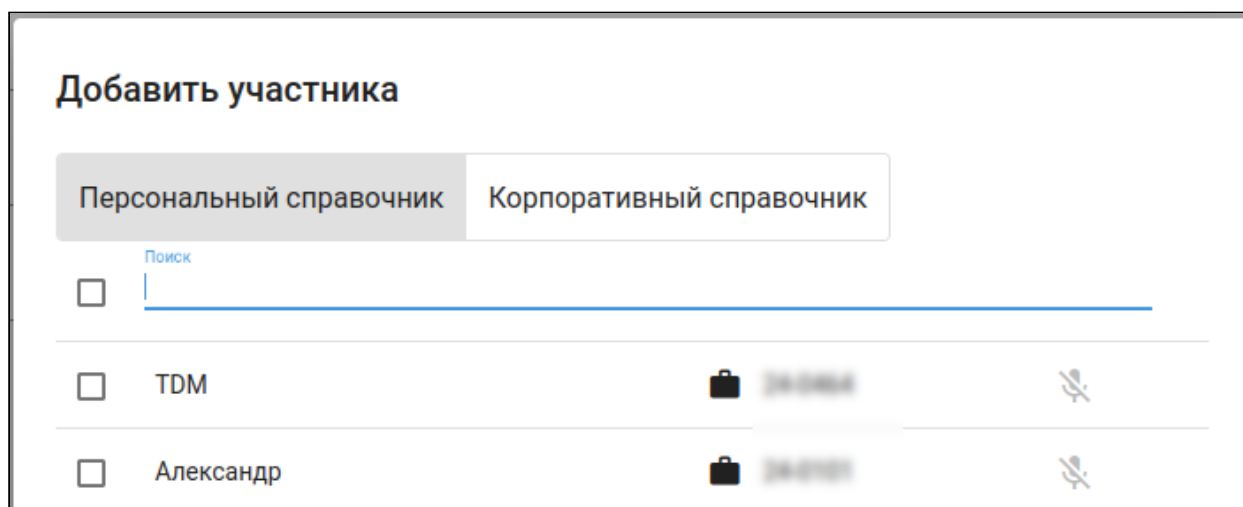 Добавить участника
Персональный справочник Корпоративный справочник
Поиск
TDM
Александр